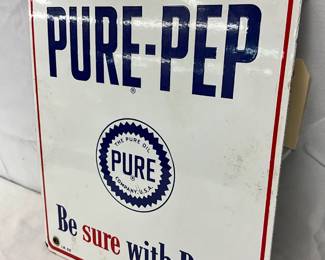 PURE-PEP
®
THE PURE OIL
PURE
®
COMPANY, U.S.A.
Be sure with